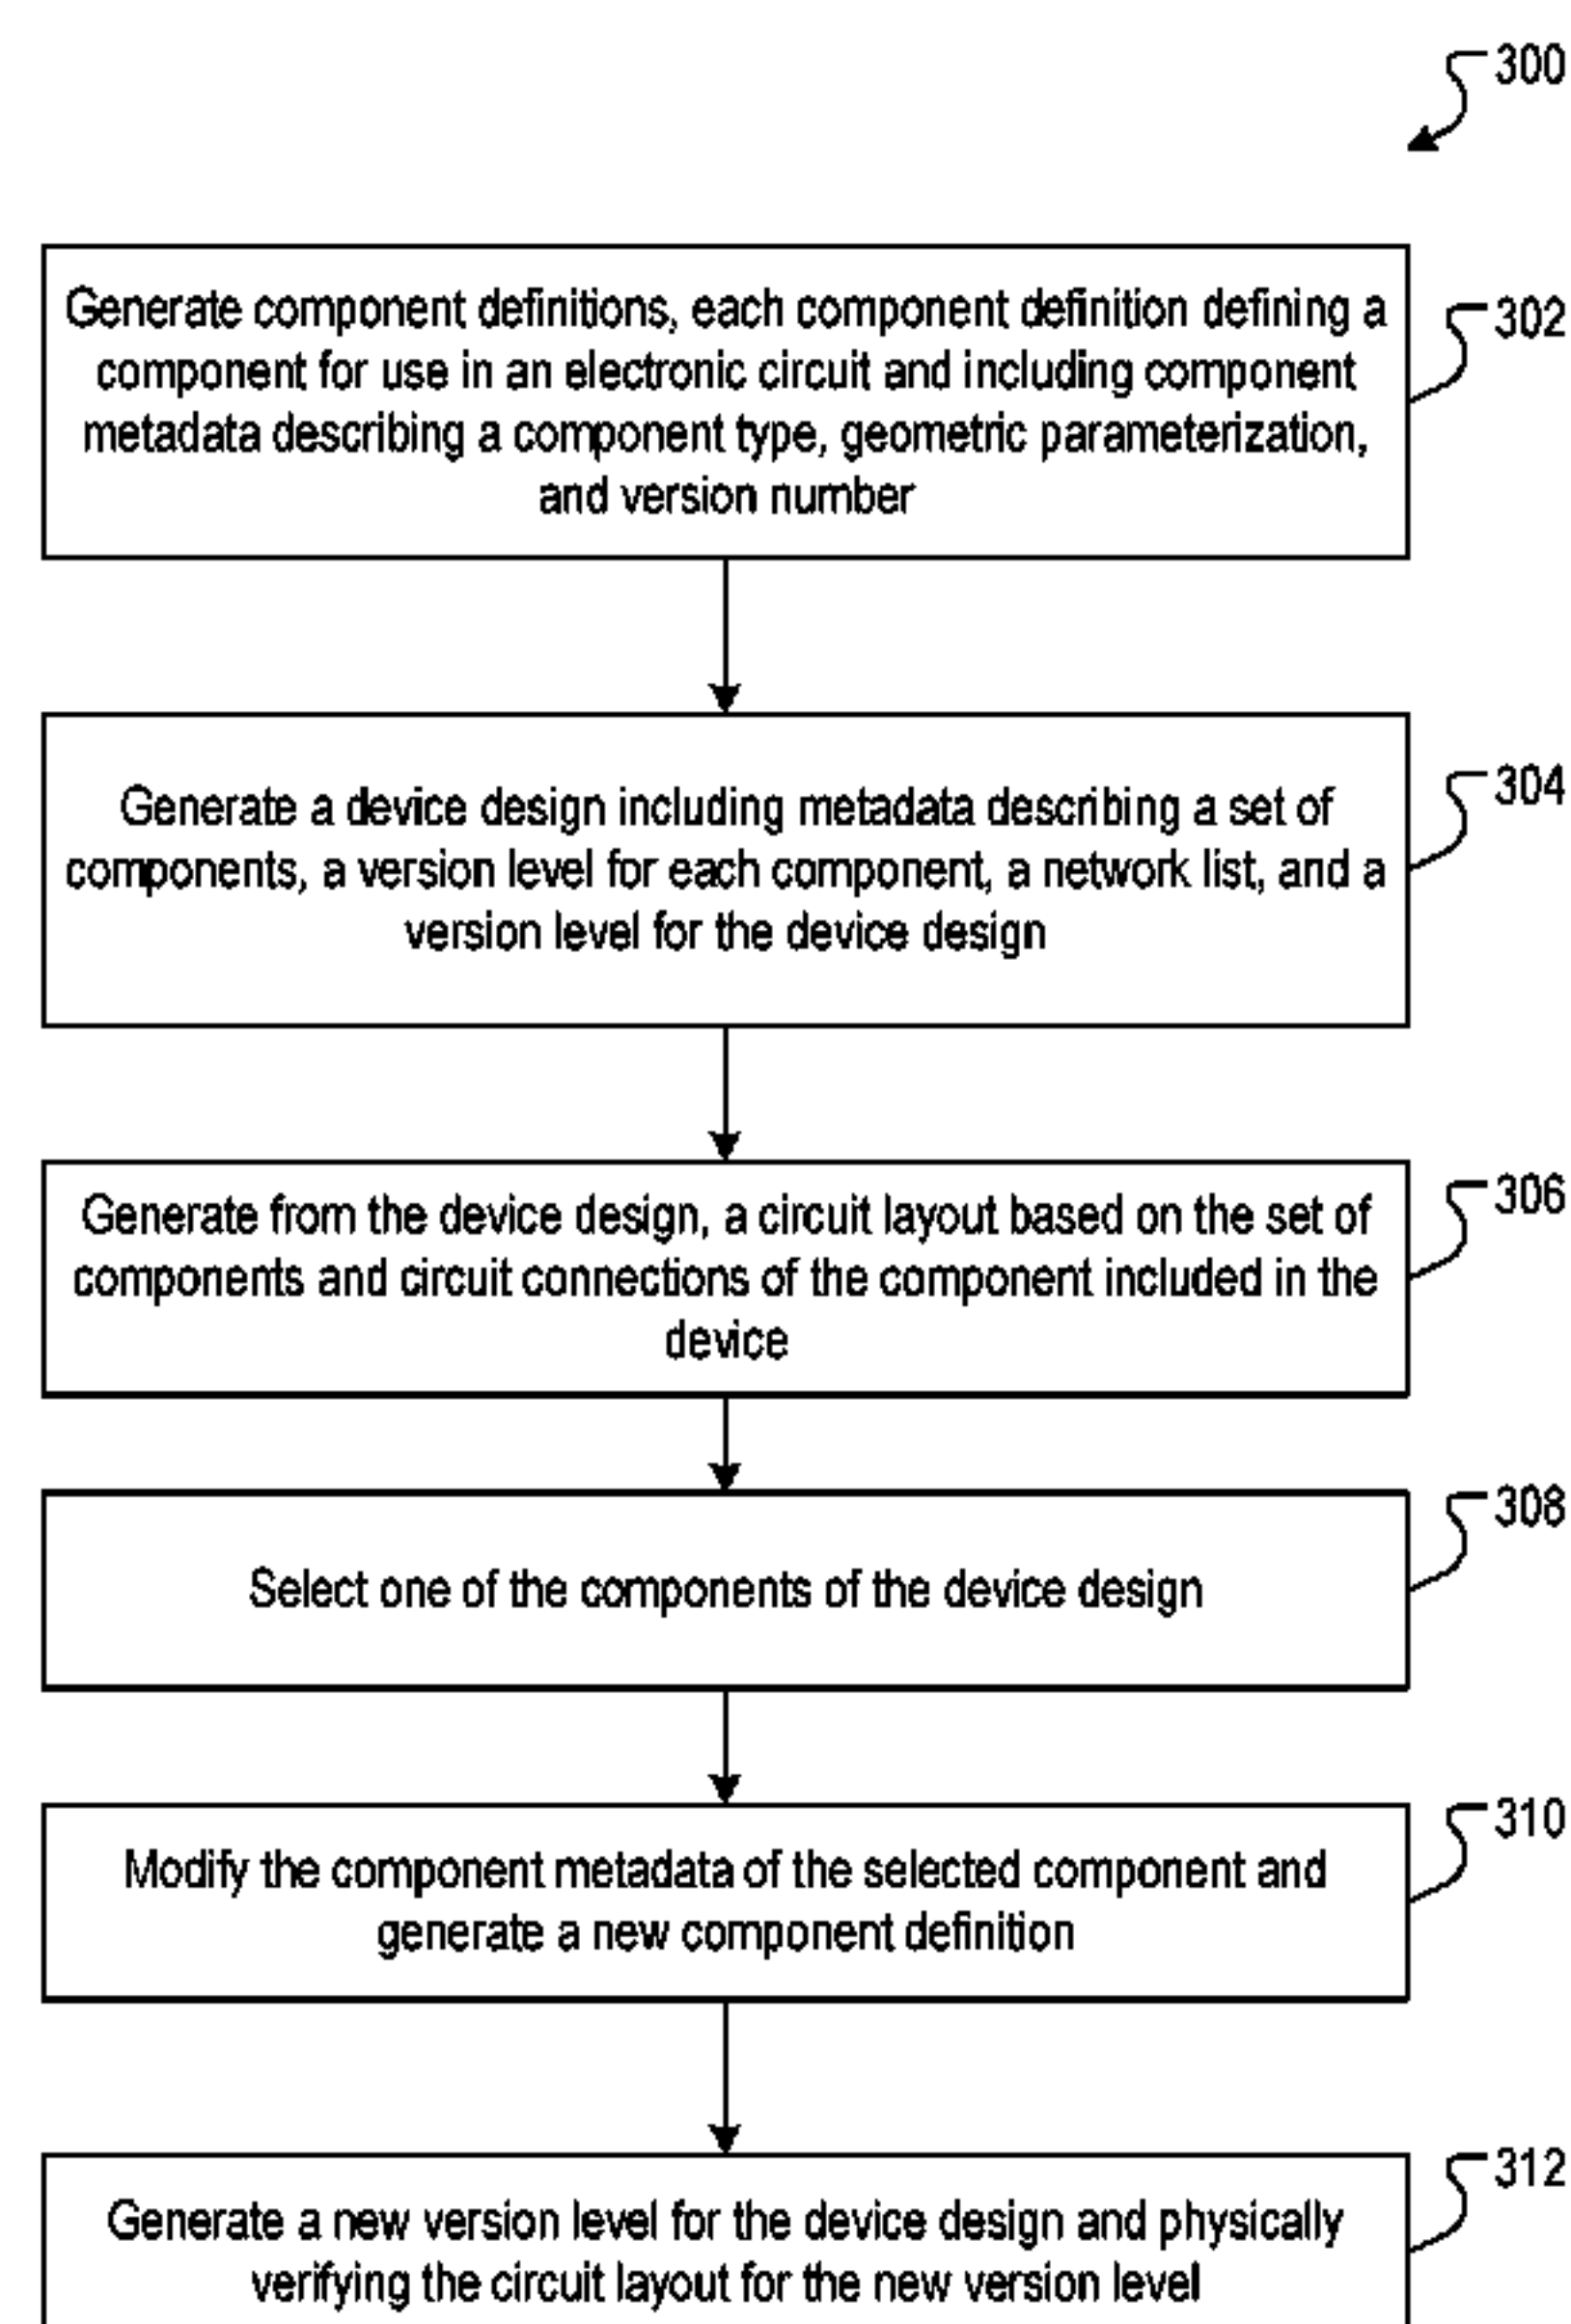 300
Generate component definitions, each component definition defining a
component for use in an electronic circuit and including component
metadata describing a component type, geometric parameterization,
and version number
302
Generate a device design including metadata describing a set of
components, a version level for each component, a network list, and a
version level for the device design
304
Generate from the device design, a circuit layout based on the set of
components and circuit connections of the component included in the
device
306
Select one of the components of the device design
308
Modify the component metadata of the selected component and
generate a new component definition
310
Generate a new version level for the device design and physically
verifying the circuit layout for the new version level
312